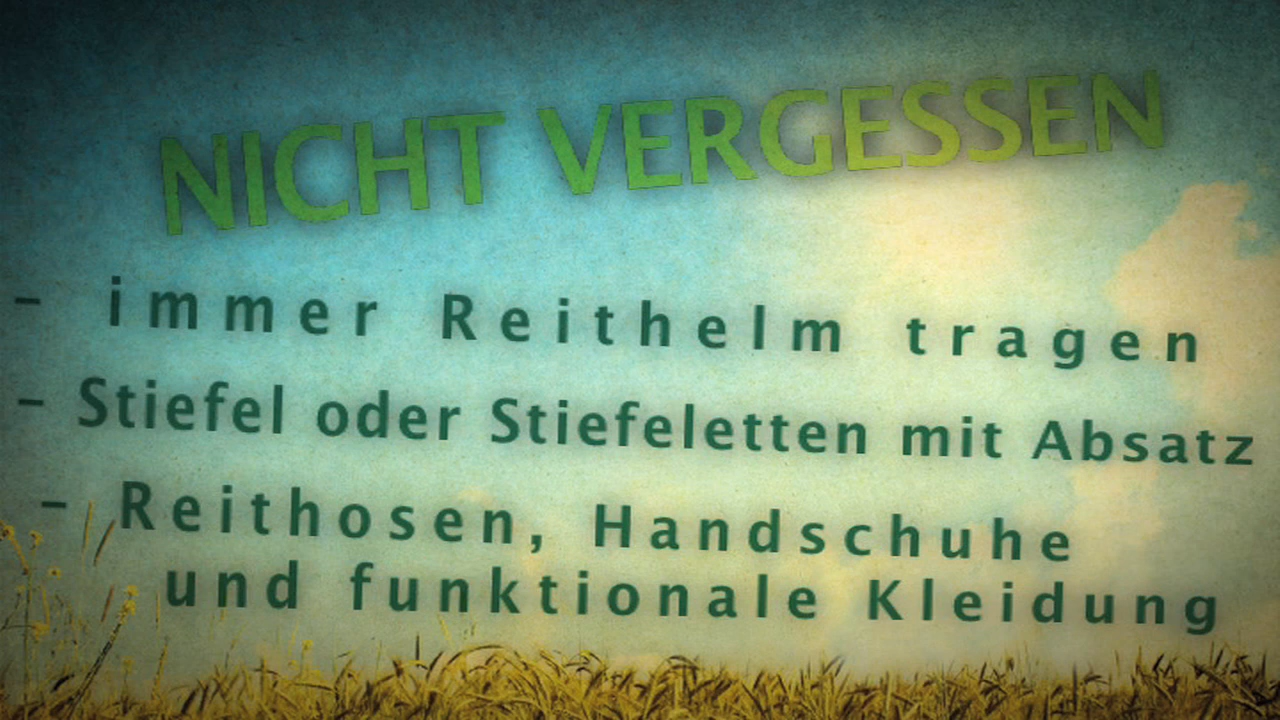 NICHT VERGESSEN
- immer Reithelm tragen
- Stiefel oder Stiefeletten mit Absatz
- Reithosen, Handschuhe
und funktionale Kleidung